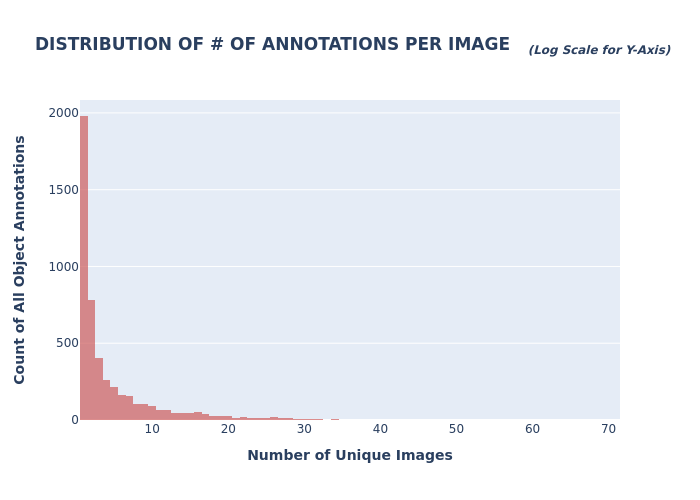 DISTRIBUTION OF # OF ANNOTATIONS PER IMAGE (Log Scale for Y-Axis)
Count of All Object Annotations
2000
1500
1000
500
0
10 20 30 40 50 60 70
Number of Unique Images